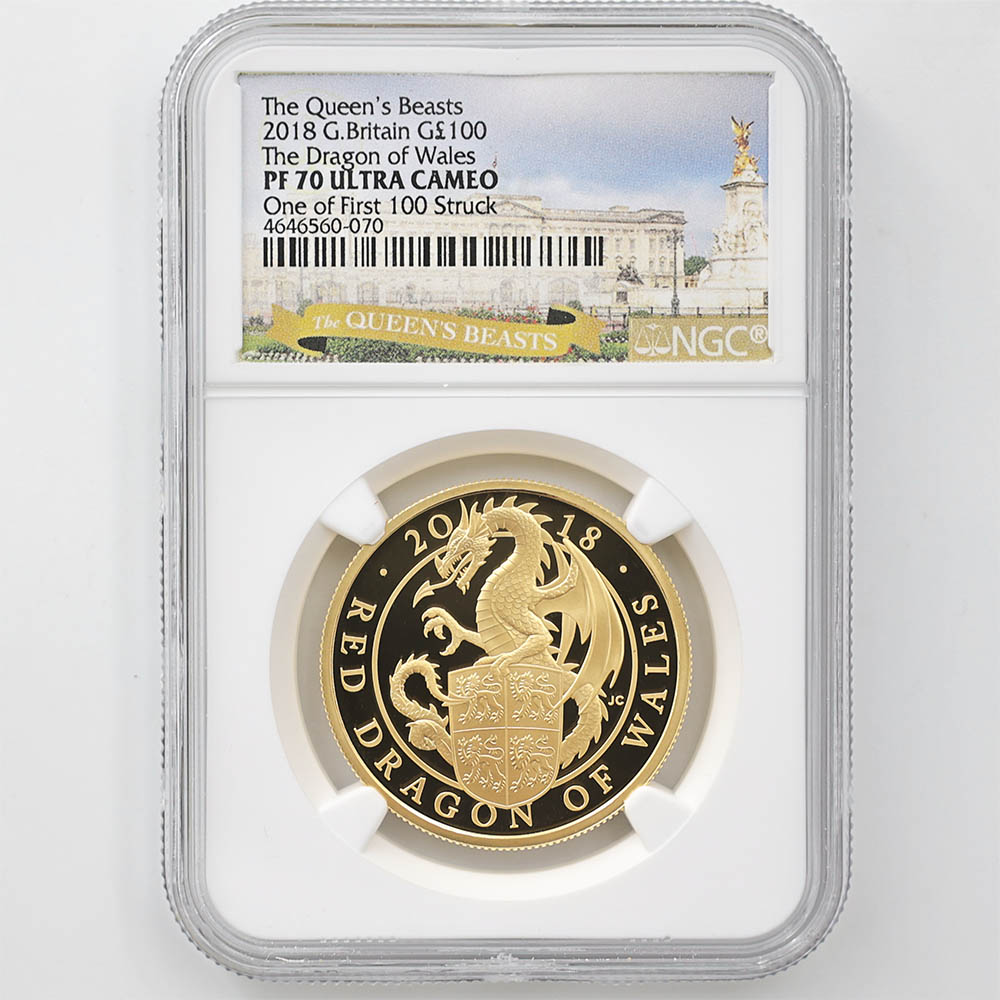 The Queen's Beasts
2018 G.Britain G£100
The Dragon of Wales
PF 70 ULTRA CAMEO
One of First 100 Struck
4646560-070
The QUEEN'S BEASTS
NGC®
2018
· RED DRAGON OF WALES ·
JC